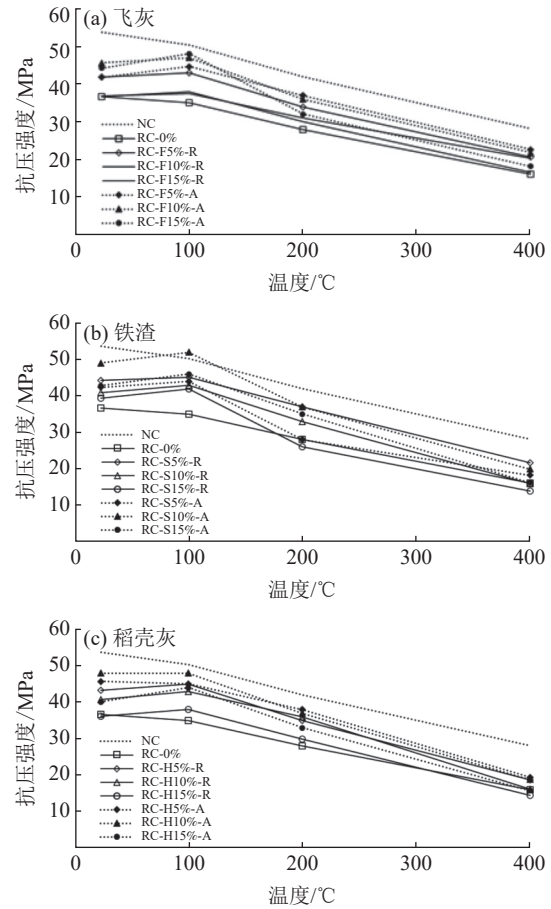 (a) 飞灰
60
50
40
30
20
10
抗压强度/MPa
NC
RC-0%
RC-F5%-R
RC-F10%-R
RC-F15%-R
RC-F5%-A
RC-F10%-A
RC-F15%-A
0 100 200 300 400
温度/℃
(b) 铁渣
60
50
40
30
20
10
抗压强度/MPa
NC
RC-0%
RC-S5%-R
RC-S10%-R
RC-S15%-R
RC-S5%-A
RC-S10%-A
RC-S15%-A
0 100 200 300 400
温度/℃
(c) 稻壳灰
60
50
40
30
20
10
抗压强度/MPa
NC
RC-0%
RC-H5%-R
RC-H10%-R
RC-H15%-R
RC-H5%-A
RC-H10%-A
RC-H15%-A
0 100 200 300 400
温度/℃